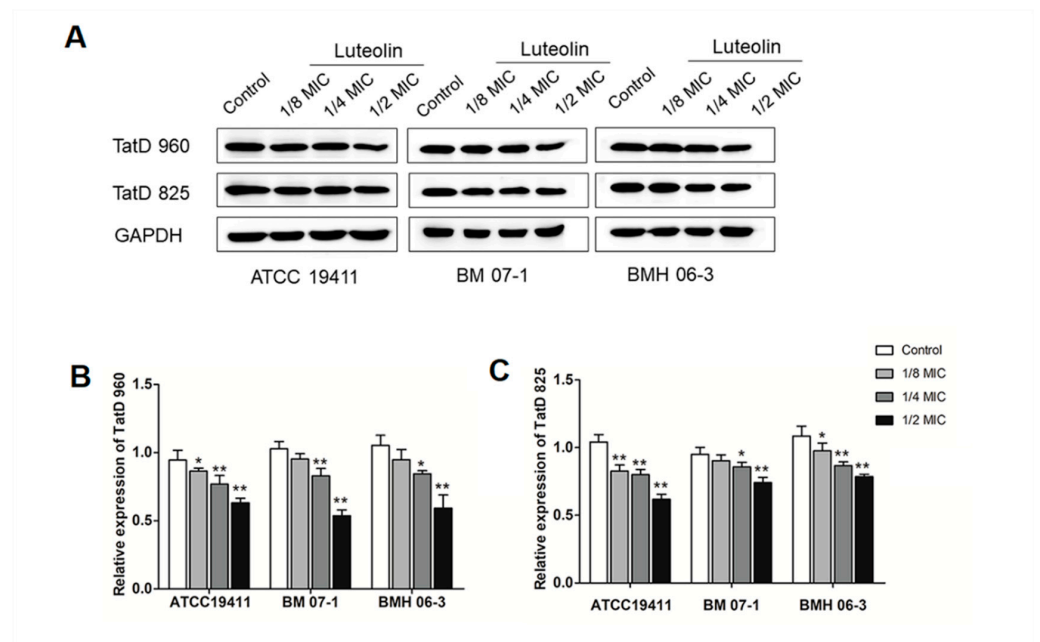 A
Luteolin Luteolin Luteolin
Control 1/8 MIC 1/4 MIC 1/2 MIC Control 1/8 MIC 1/4 MIC 1/2 MIC Control 1/8 MIC 1/4 MIC 1/2 MIC
TatD 960
TatD 825
GAPDH
ATCC 19411 BM 07-1 BMH 06-3
B
Relative expression of TatD 960
1.5
1.0
0.5
0.0
* ** ** ** ** * **
ATCC19411 BM 07-1 BMH 06-3
C
Relative expression of TatD 825
1.5
1.0
0.5
0.0
** ** ** * ** * ** **
ATCC19411 BM 07-1 BMH 06-3
Control
1/8 MIC
1/4 MIC
1/2 MIC